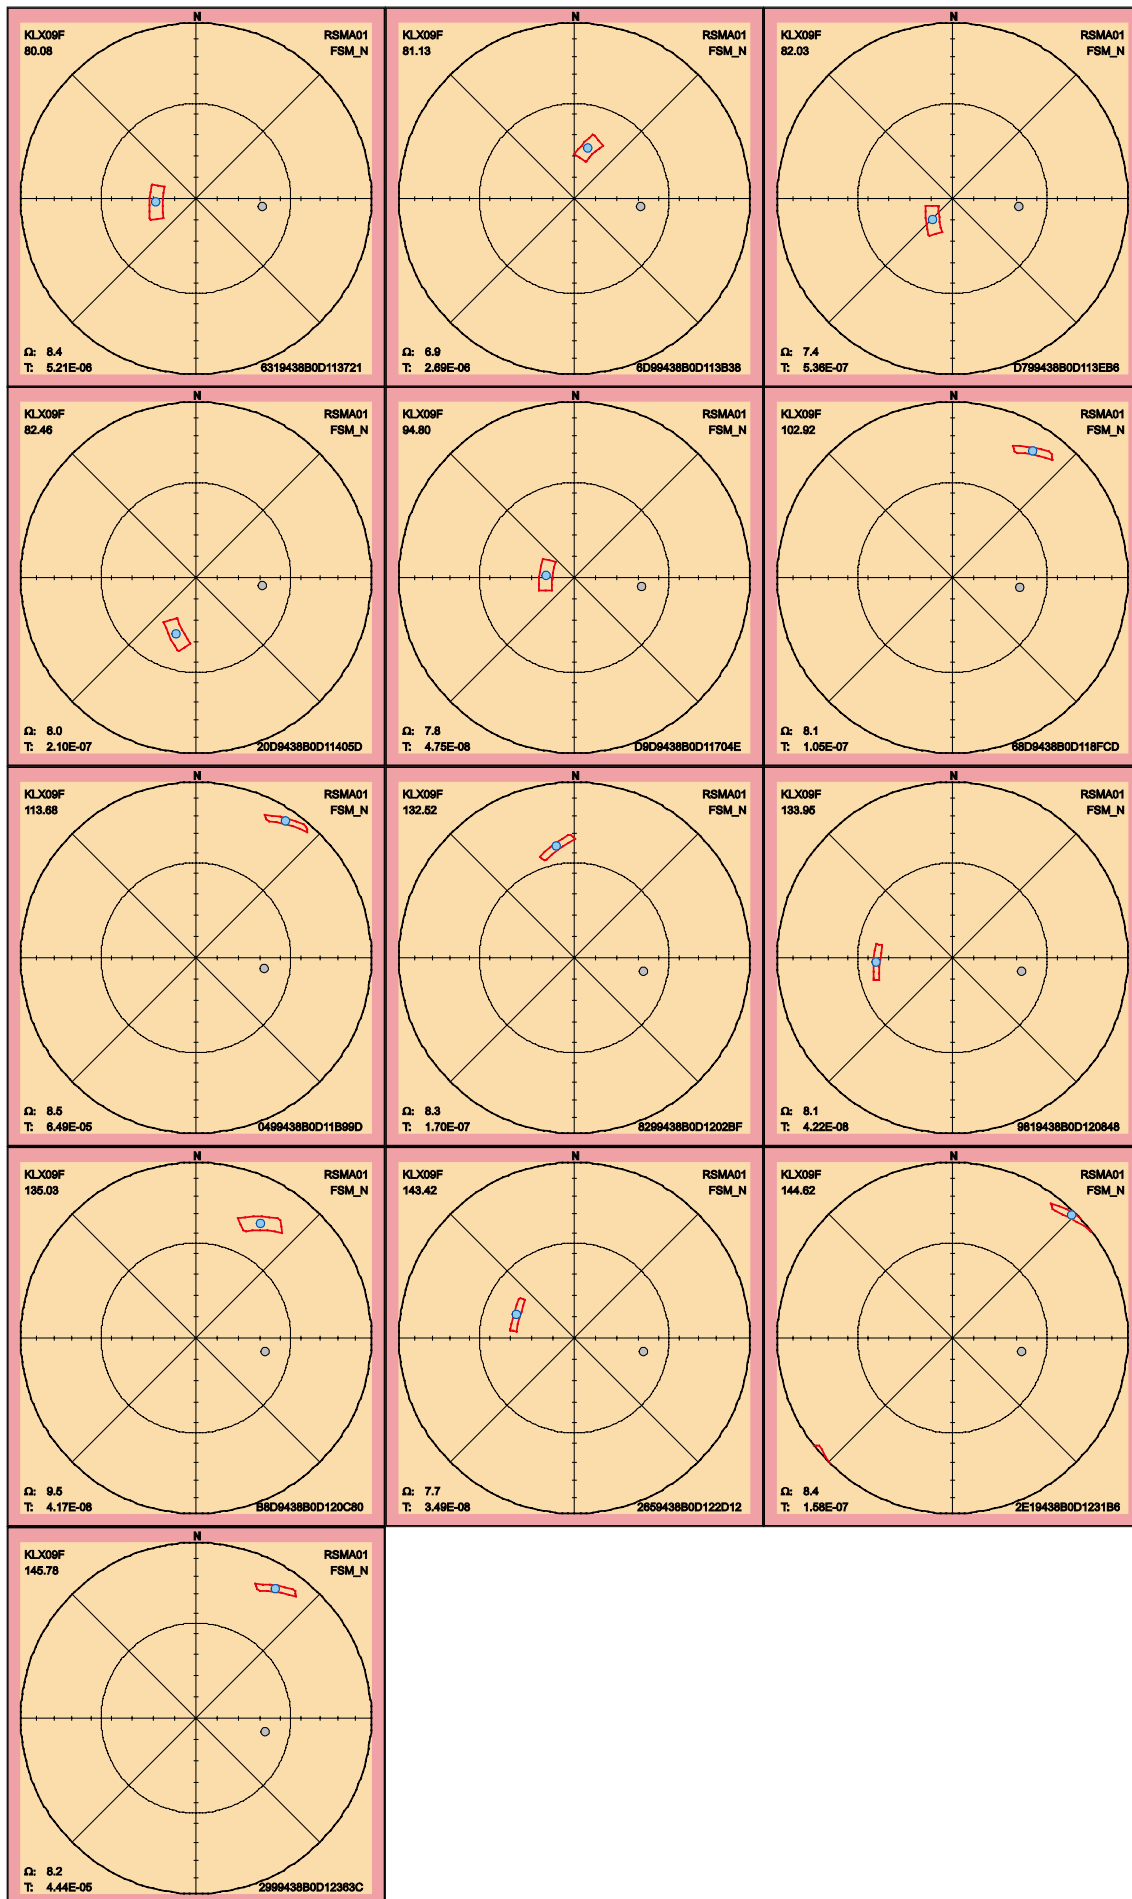 N
KLX09F RSMA01
80.08 FSM_N
Ω: 8.4
T: 5.21E-06 6319438B0D113721
N
KLX09F RSMA01
81.13 FSM_N
Ω: 6.9
T: 2.69E-06 6D99438B0D113B38
N
KLX09F RSMA01
82.03 FSM_N
Ω: 7.4
T: 5.36E-07 D799438B0D113EB6
N
KLX09F RSMA01
82.46 FSM_N
Ω: 8.0
T: 2.10E-07 20D9438B0D11405D
N
KLX09F RSMA01
94.80 FSM_N
Ω: 7.8
T: 4.75E-08 D9D9438B0D11704E
N
KLX09F RSMA01
102.92 FSM_N
Ω: 8.1
T: 1.05E-07 68D9438B0D118FCD
N
KLX09F RSMA01
113.68 FSM_N
Ω: 8.5
T: 6.49E-05 0499438B0D11B99D
N
KLX09F RSMA01
132.52 FSM_N
Ω: 8.3
T: 1.70E-07 8299438B0D1202BF
N
KLX09F RSMA01
133.95 FSM_N
Ω: 8.1
T: 4.22E-08 9819438B0D120848
N
KLX09F RSMA01
135.03 FSM_N
Ω: 9.5
T: 4.17E-06 B8D9438B0D120C80
N
KLX09F RSMA01
143.42 FSM_N
Ω: 7.7
T: 3.49E-08 2659438B0D122D12
N
KLX09F RSMA01
144.62 FSM_N
Ω: 8.4
T: 1.58E-07 2E19438B0D1231B6
N
KLX09F RSMA01
145.78 FSM_N
Ω: 8.2
T: 4.44E-05 2999438B0D12363C